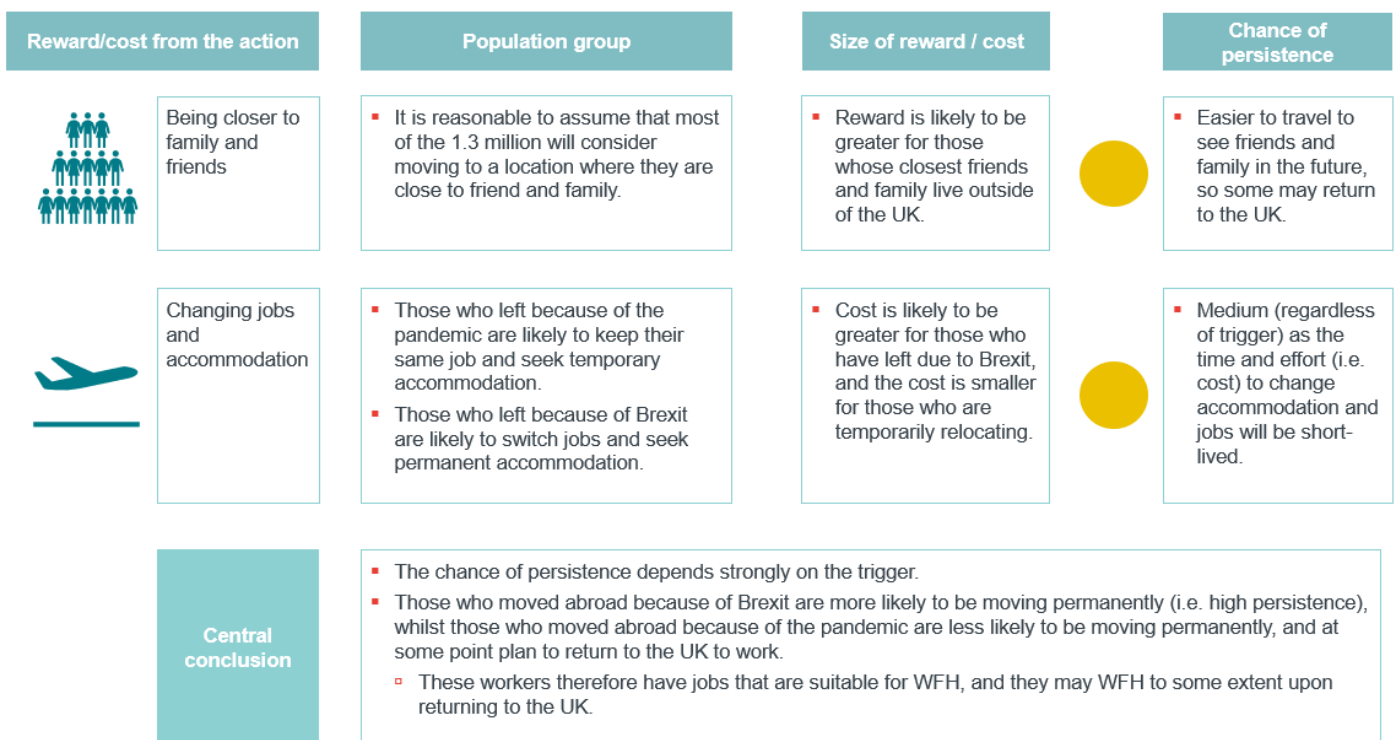 Reward/cost from the action
Population group
Size of reward / cost
Chance of
persistence
Being closer to
family and
friends
▪ It is reasonable to assume that most
of the 1.3 million will consider
moving to a location where they are
close to friend and family.
▪ Reward is likely to be
greater for those
whose closest friends
and family live outside
of the UK.
▪ Easier to travel to
see friends and
family in the future,
so some may return
to the UK.
Changing jobs
and
accommodation
▪ Those who left because of the
pandemic are likely to keep their
same job and seek temporary
accommodation.
▪ Those who left because of Brexit
are likely to switch jobs and seek
permanent accommodation.
▪ Cost is likely to be
greater for those who
have left due to Brexit,
and the cost is smaller
for those who are
temporarily relocating.
▪ Medium (regardless
of trigger) as the
time and effort (i.e.
cost) to change
accommodation and
jobs will be short-
lived.
Central
conclusion
▪ The chance of persistence depends strongly on the trigger.
▪ Those who moved abroad because of Brexit are more likely to be moving permanently (i.e. high persistence),
whilst those who moved abroad because of the pandemic are less likely to be moving permanently, and at
some point plan to return to the UK to work.
▫ These workers therefore have jobs that are suitable for WFH, and they may WFH to some extent upon
returning to the UK.